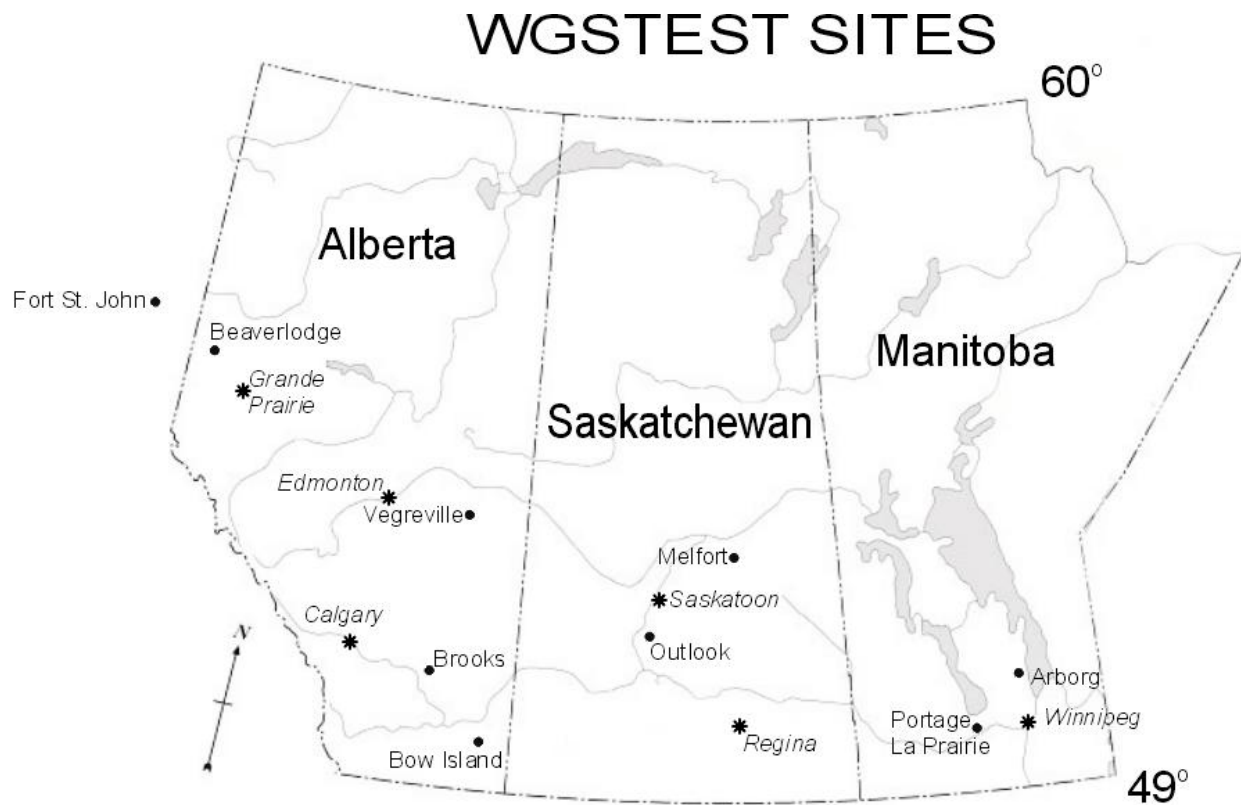 WGSTEST SITES
60°
Alberta
Fort St. John
Beaverlodge
Grande
Prairie
Manitoba
Saskatchewan
Edmonton
Vegreville
Melfort
Saskatoon
Calgary
N
Brooks
Outlook
Arborg
Portage
La Prairie
Winnipeg
Regina
Bow Island
49°